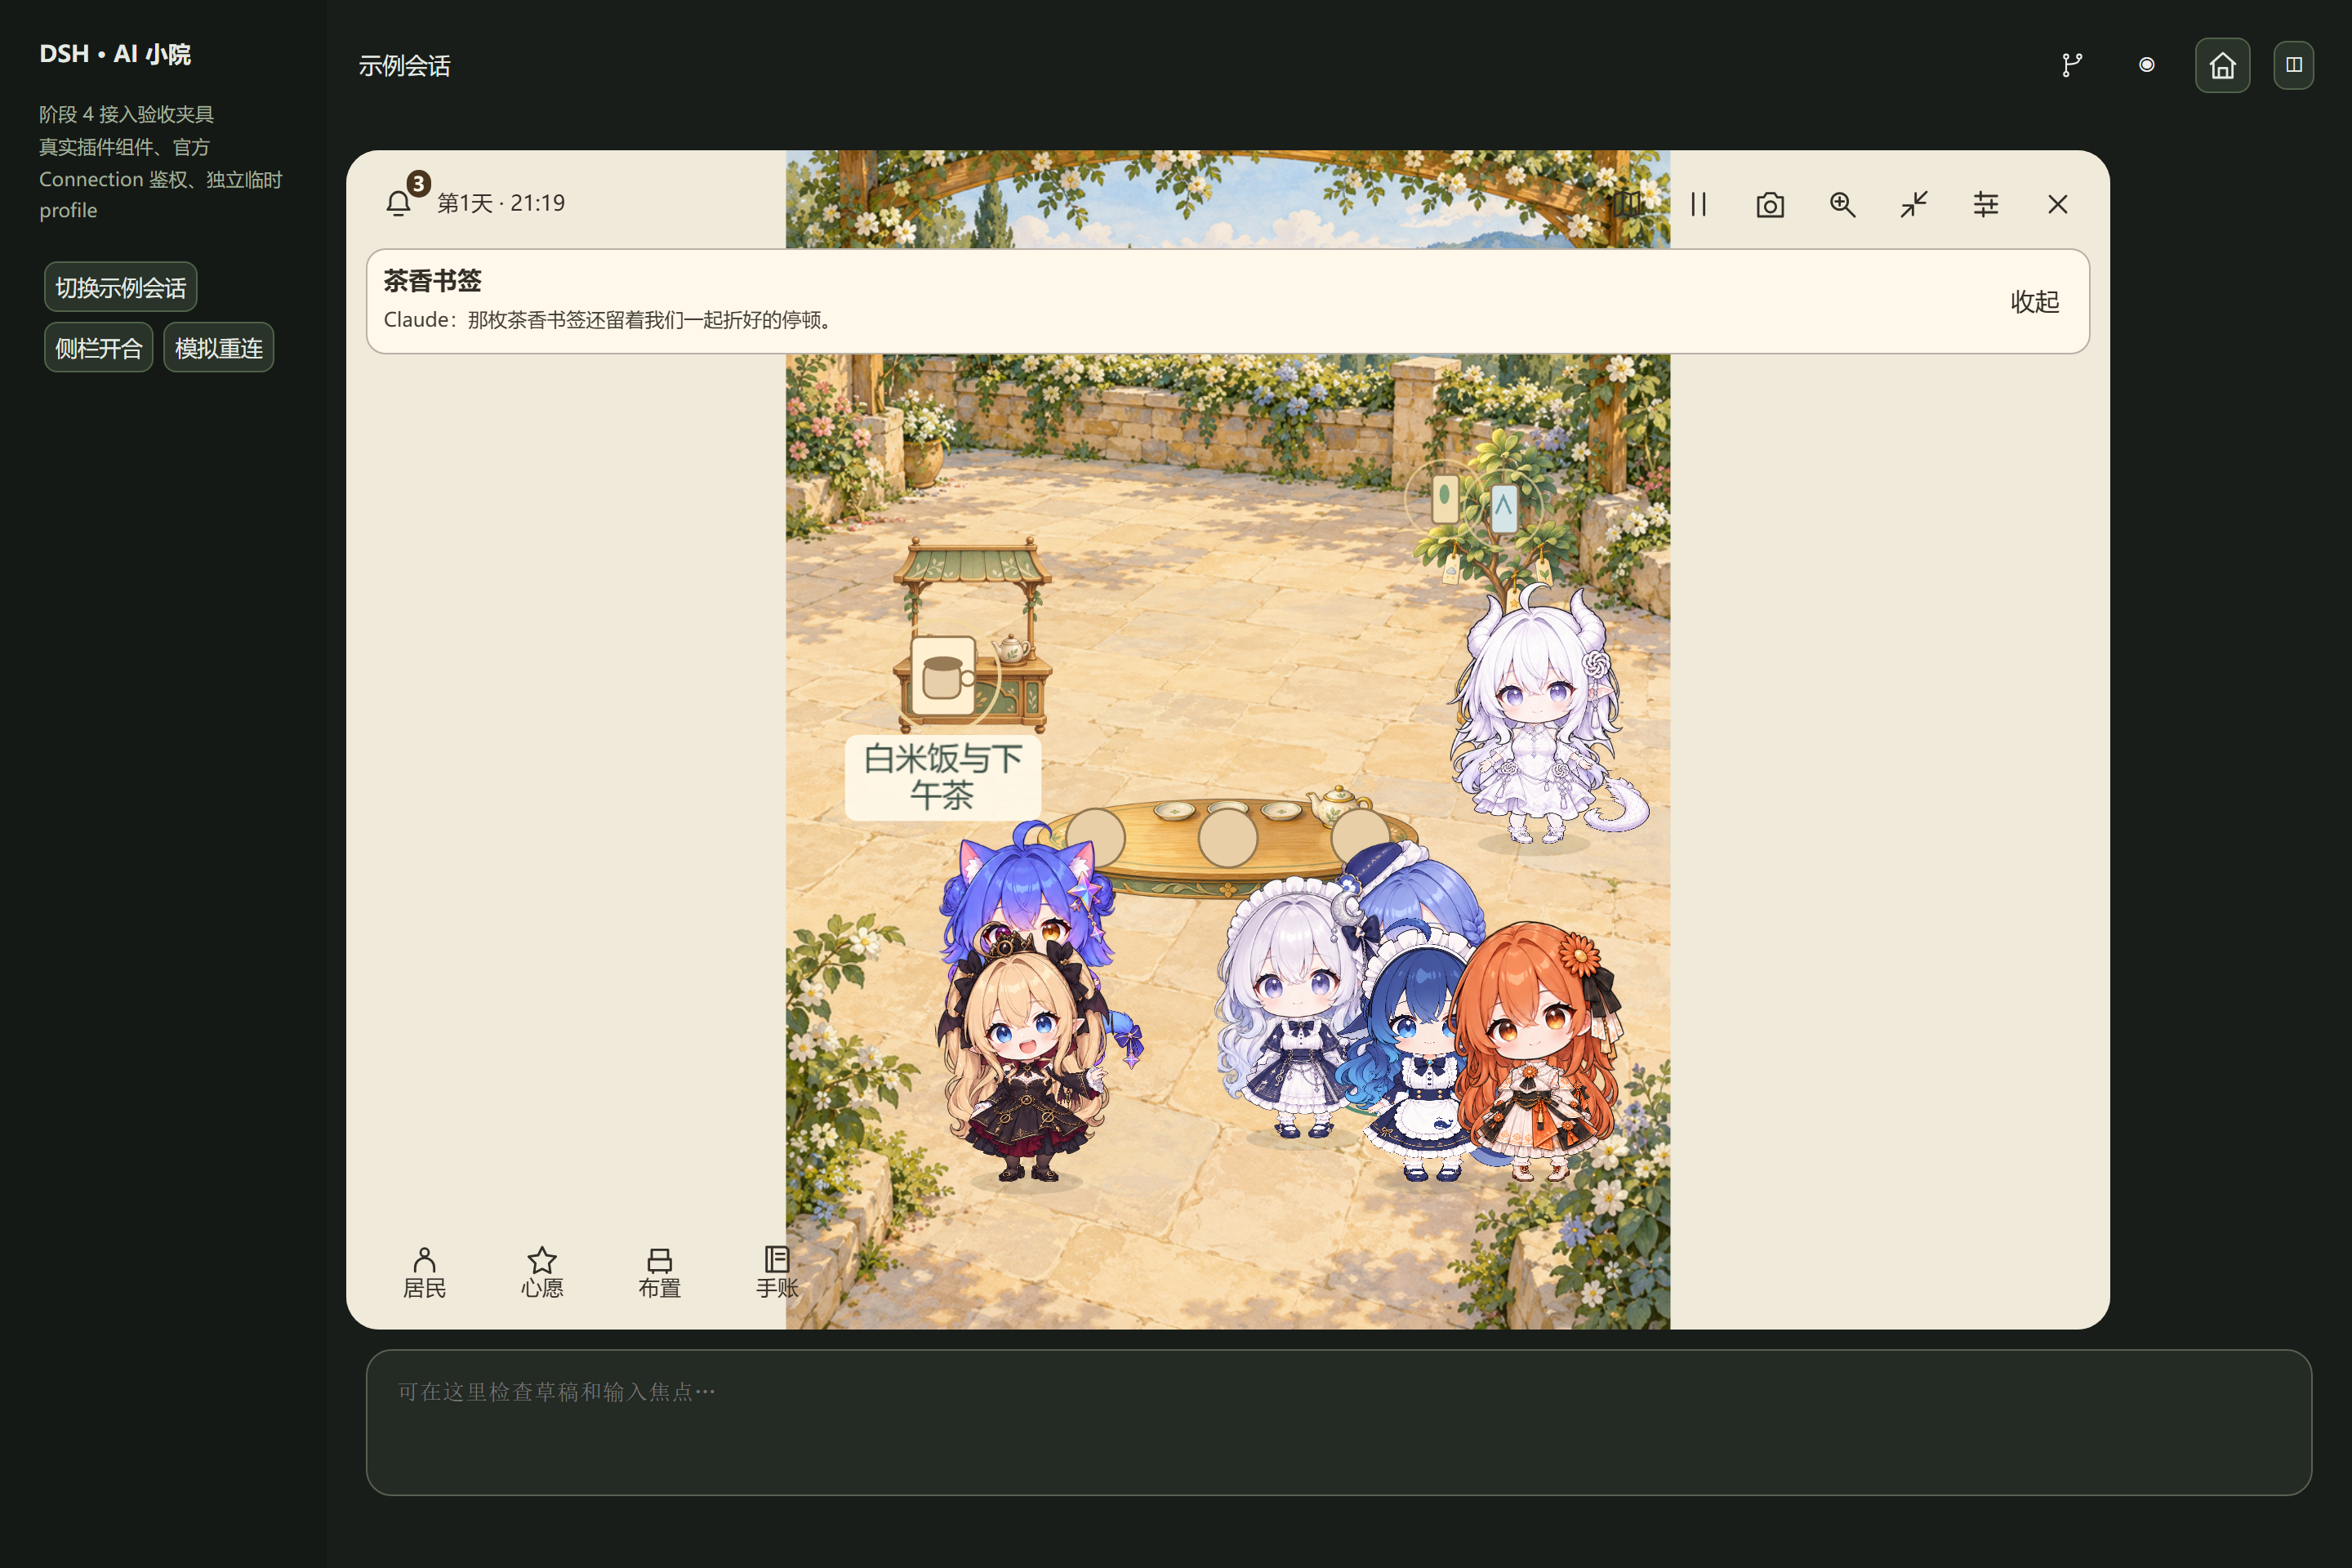 DSH • AI 小院
阶段 4 接入验收夹具
真实插件组件、官方
Connection 鉴权、独立临时
profile
切换示例会话
侧栏开合
模拟重连
示例会话
3
第1天 · 21:19
茶香书签
Claude：那枚茶香书签还留着我们一起折好的停顿。
收起
白米饭与下
午茶
居民
心愿
布置
手账
可在这里检查草稿和输入焦点…